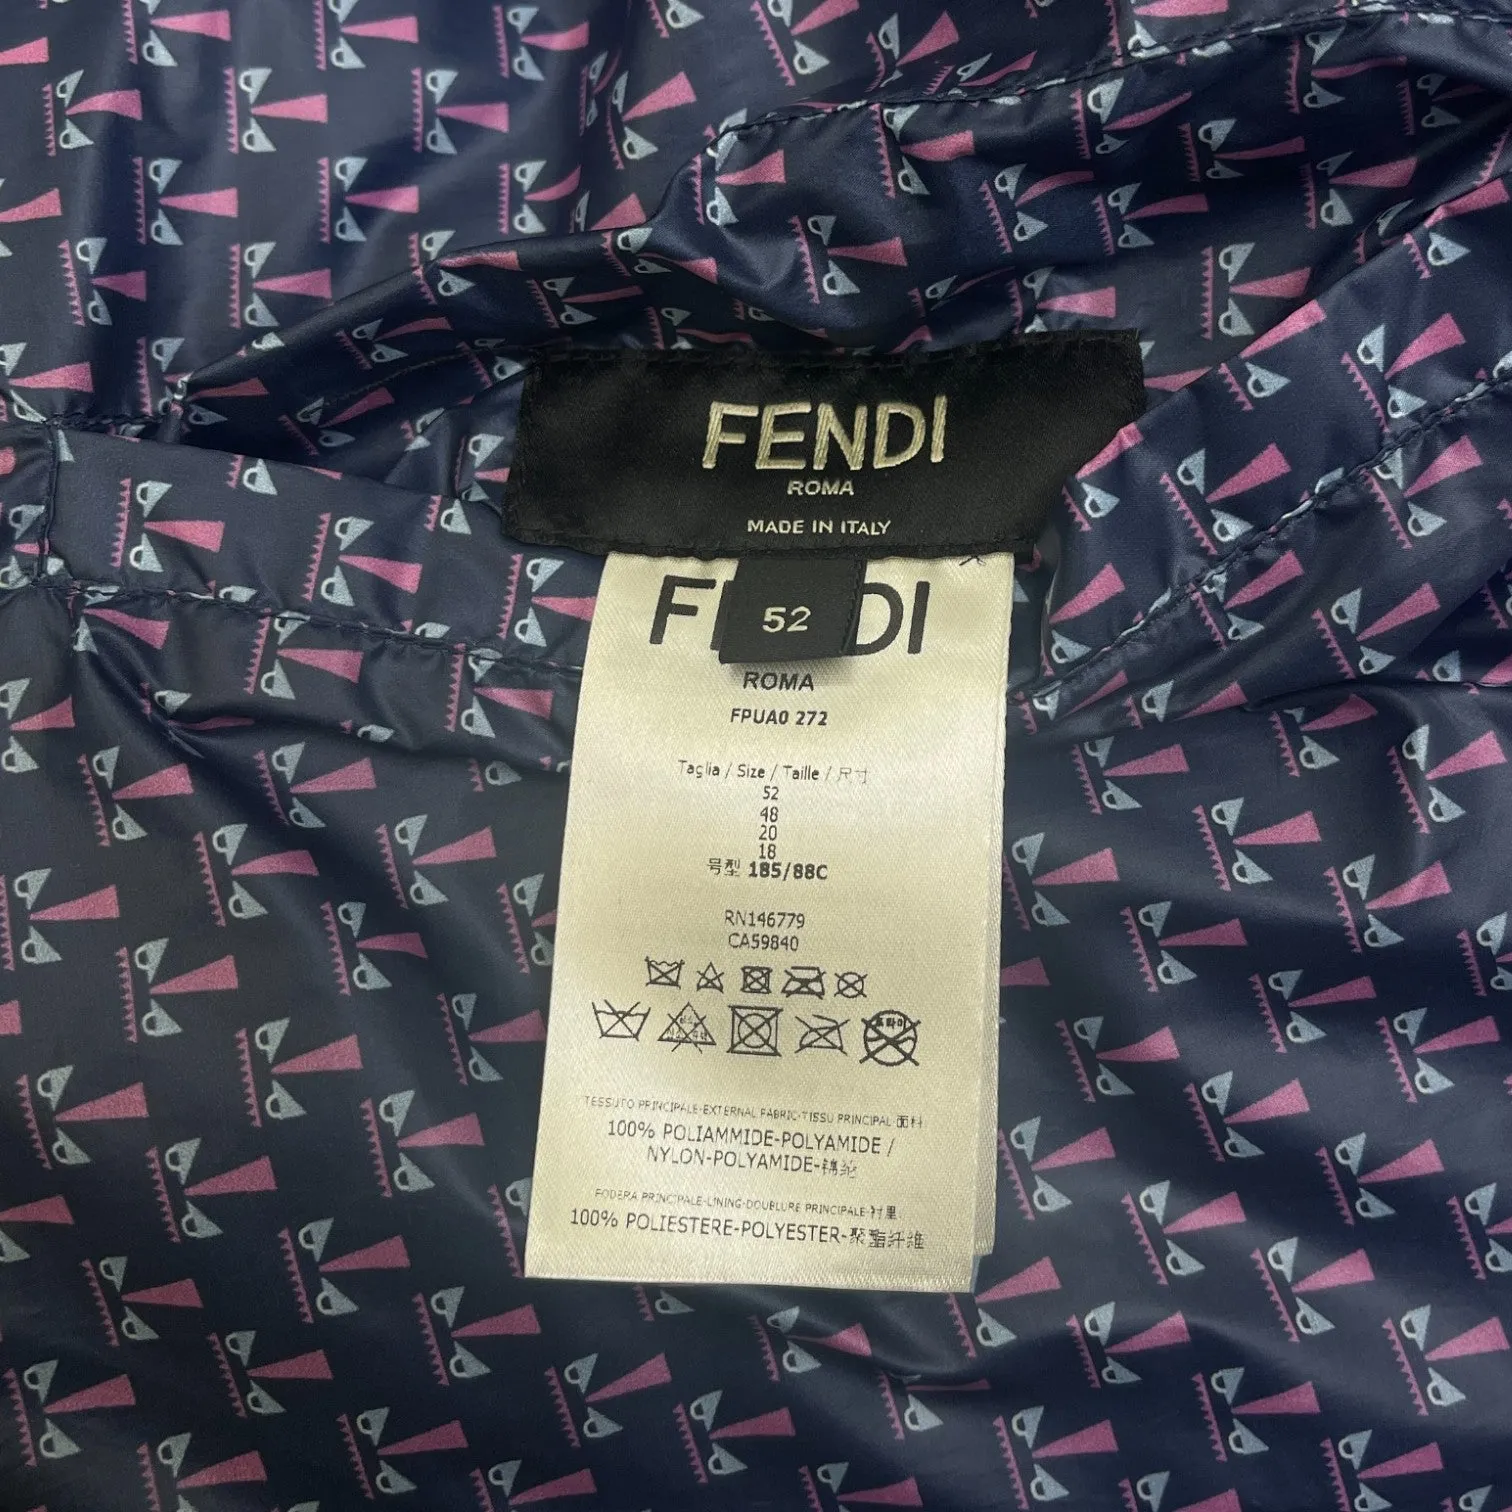 FENDI
ROMA
MADE IN ITALY
52
ROMA
FPUA0 272
Taglia / Size / Taille / 尺寸
52
48
20
18
号型 185/88C
RN146779
CA59840
TESSUTO PRINCIPALE-EXTERNAL FABRIC-TISSU PRINCIPAL 面料
100% POLIAMMIDE-POLYAMIDE /
NYLON-POLYAMIDE-锦纶
FODERA PRINCIPALE-LINING-DOUBLURE PRINCIPALE-衬里
100% POLIESTERE-POLYESTER-聚酯纤维